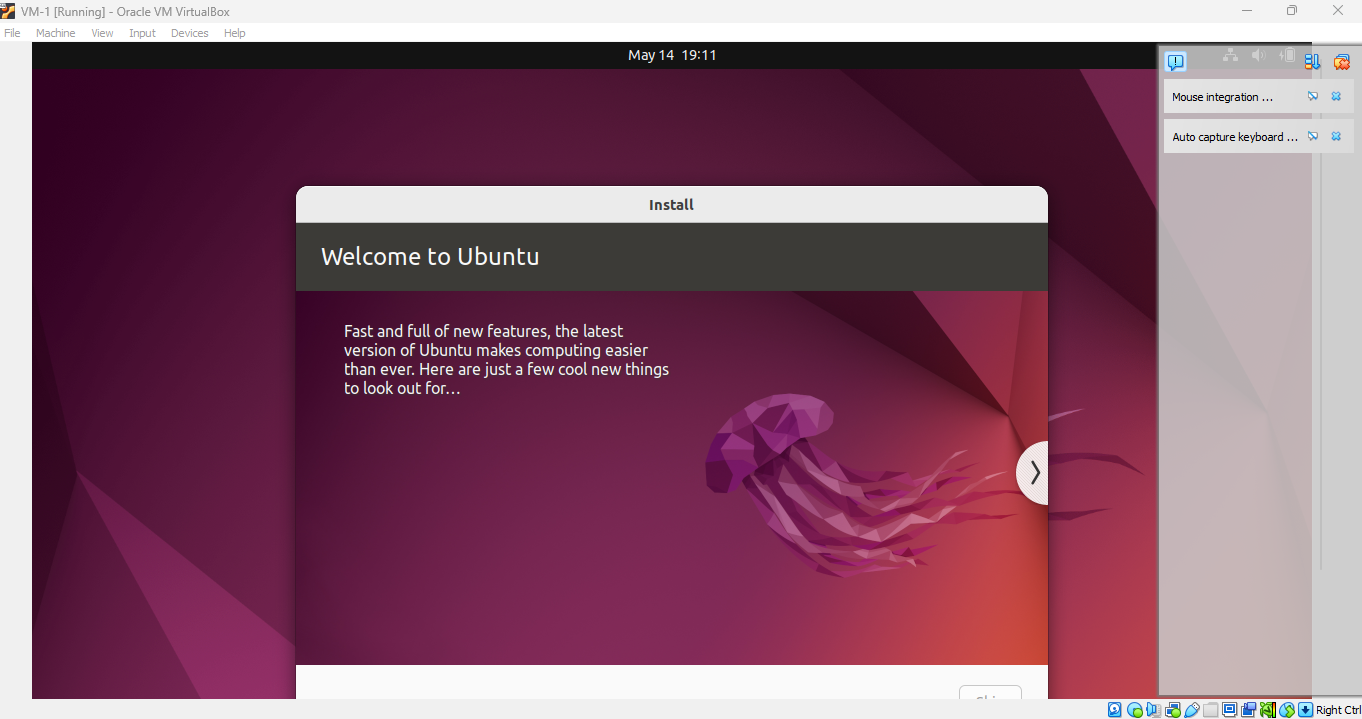 VM-1 [Running] - Oracle VM VirtualBox
File Machine View Input Devices Help
May 14 19:11
Mouse integration ...
Auto capture keyboard ...
Install
Welcome to Ubuntu
Fast and full of new features, the latest
version of Ubuntu makes computing easier
than ever. Here are just a few cool new things
to look out for...
Right Ctrl